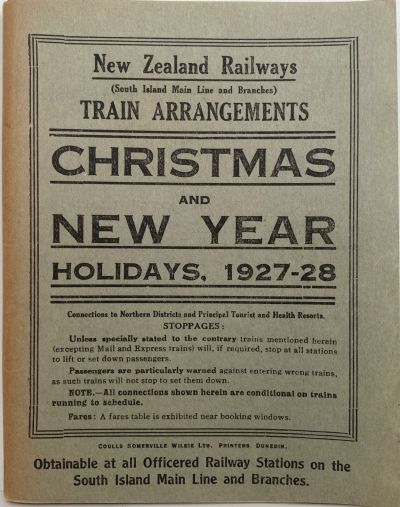 New Zealand Railways
(South Island Main Line and Branches)
TRAIN ARRANGEMENTS
CHRISTMAS
AND
NEW YEAR
HOLIDAYS, 1927-28
Connections to Northern Districts and Principal Tourist and Health Resorts.
STOPPAGES:
Unless specially stated to the contrary trains mentioned herein
(excepting Mail and Express trains) will, if required, stop at all stations
to lift or set down passengers.
Passengers are particularly warned against entering wrong trains,
as such trains will not stop to set them down.
NOTE.—All connections shown herein are conditional on trains
running to schedule.
Fares: A fares table is exhibited near booking windows.
COULLS SOMERVILLE WILKIE LTD. PRINTERS, DUNEDIN.
Obtainable at all Officered Railway Stations on the
South Island Main Line and Branches.